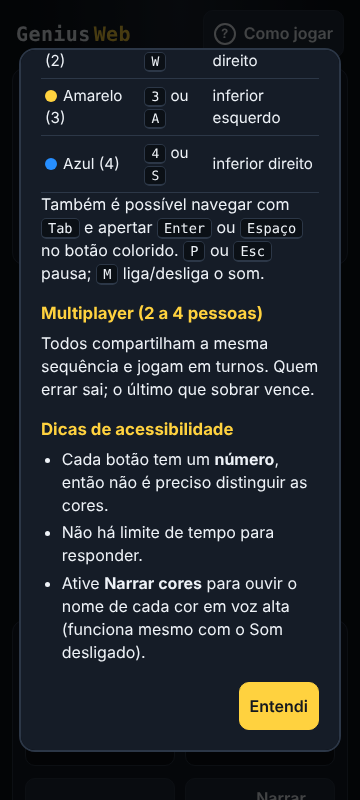 Genius Web
? Como jogar
(2) W direito
Amarelo 3 ou inferior
(3) A esquerdo
Azul (4) 4 ou S inferior direito
Também é possível navegar com
Tab e apertar Enter ou Espaço
no botão colorido. P ou Esc
pausa; M liga/desliga o som.
Multiplayer (2 a 4 pessoas)
Todos compartilham a mesma
sequência e jogam em turnos. Quem
errar sai; o último que sobrar vence.
Dicas de acessibilidade
• Cada botão tem um número,
então não é preciso distinguir as
cores.
• Não há limite de tempo para
responder.
• Ative Narrar cores para ouvir o
nome de cada cor em voz alta
(funciona mesmo com o Som
desligado).
Entendi
Narrar